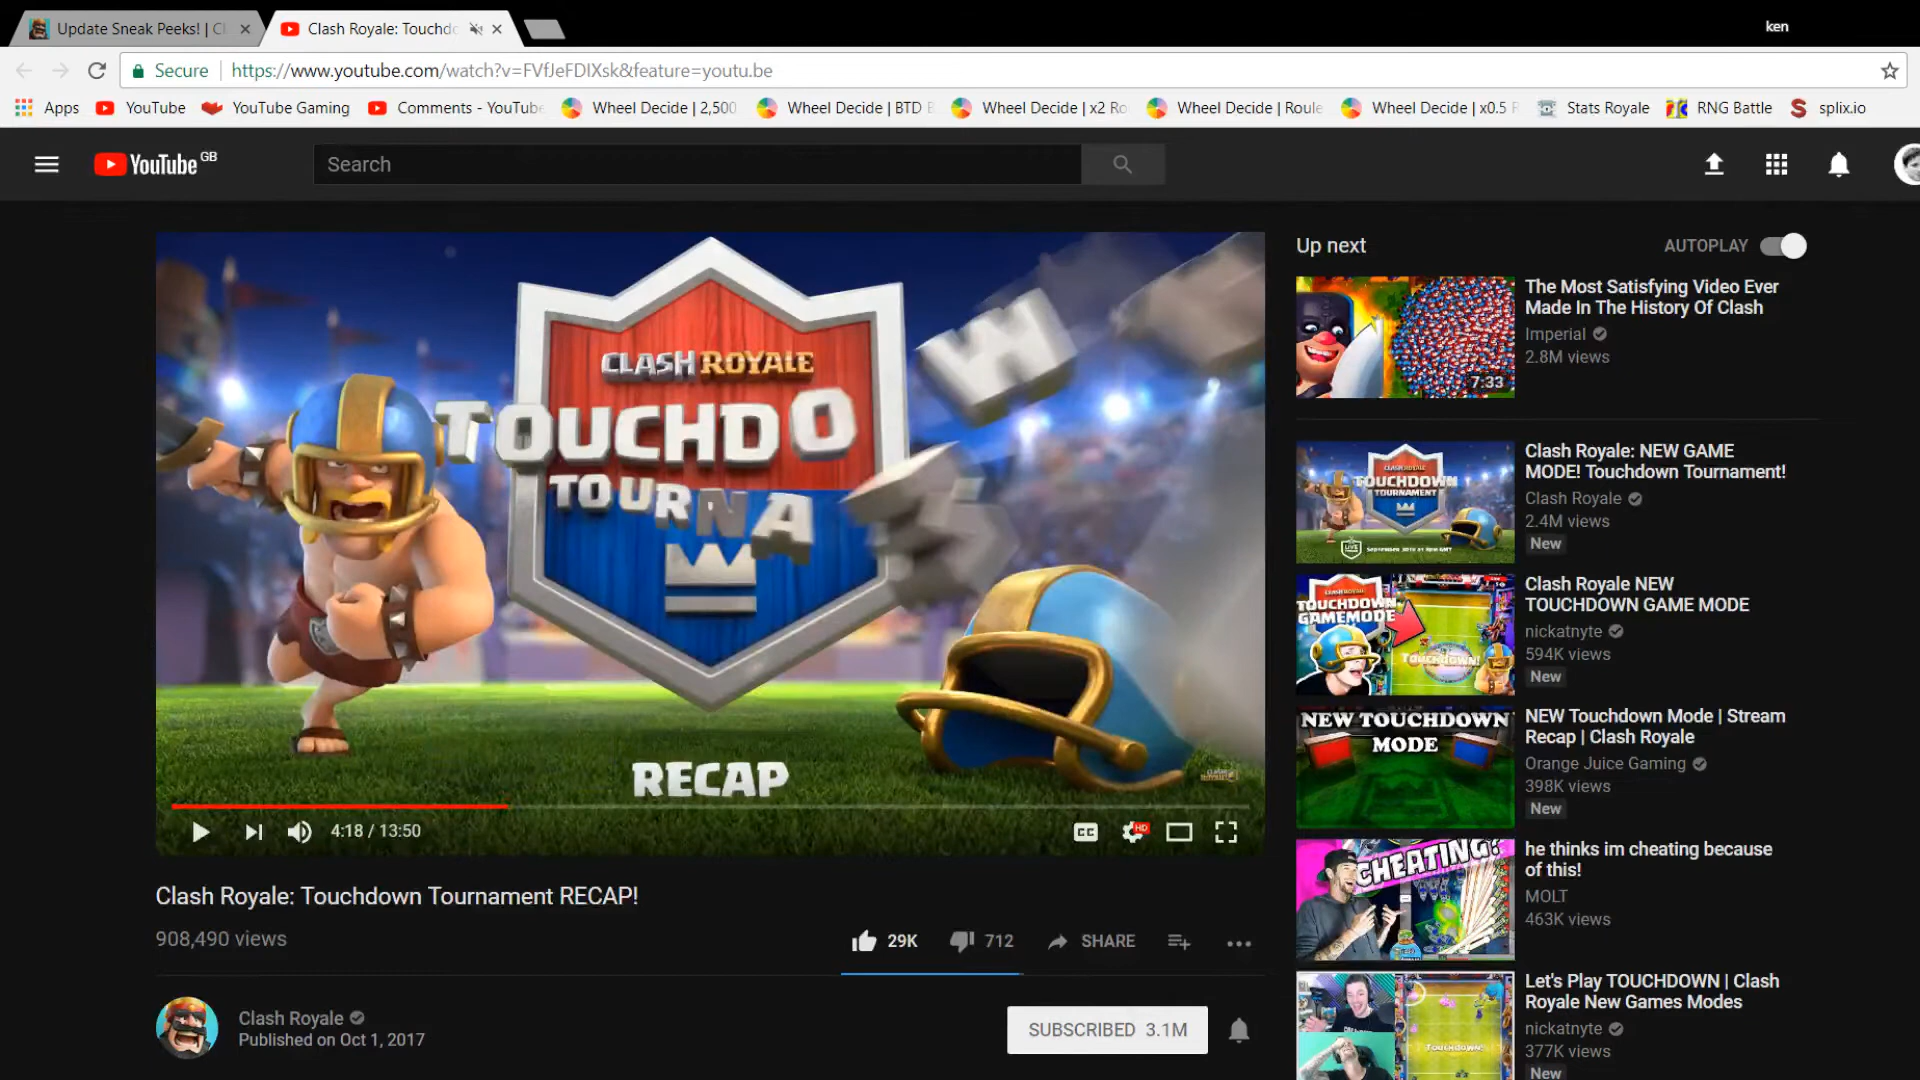 Update Sneak Peeks! | Cl
Clash Royale: Touchdo
ken
Secure
https://www.youtube.com/watch?v=FVfJeFDIXsk&feature=youtu.be
Apps
YouTube
YouTube Gaming
Comments - YouTube
Wheel Decide | 2,500
Wheel Decide | BTD
Wheel Decide | x2 Ro
Wheel Decide | Roule
Wheel Decide | x0.5
Stats Royale
RNG Battle
splix.io
YouTube GB
Search
CLASH ROYALE
TOUCHDOW
TOURNA
RECAP
4:18 / 13:50
CC
HD
Clash Royale: Touchdown Tournament RECAP!
908,490 views
29K
712
SHARE
Clash Royale
Published on Oct 1, 2017
SUBSCRIBED 3.1M
Up next
AUTOPLAY
7:33
The Most Satisfying Video Ever
Made In The History Of Clash
Imperial
2.8M views
CLASH ROYALE
TOUCHDOWN
TOURNAMENT
LIVE
Clash Royale: NEW GAME
MODE! Touchdown Tournament!
Clash Royale
2.4M views
New
TOUCHDOWN
GAMEMODE
TOUCHDOWN!
Clash Royale NEW
TOUCHDOWN GAME MODE
nickatnyte
594K views
New
NEW TOUCHDOWN
MODE
NEW Touchdown Mode | Stream
Recap | Clash Royale
Orange Juice Gaming
398K views
New
CHEATING?
he thinks im cheating because
of this!
MOLT
463K views
TOUCHDOWN!
Let's Play TOUCHDOWN | Clash
Royale New Games Modes
nickatnyte
377K views
New